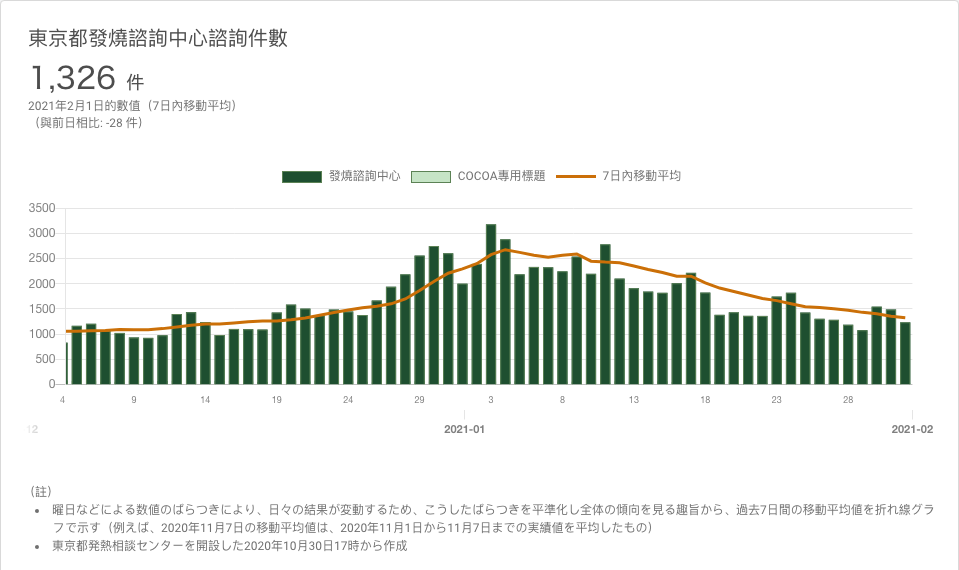 東京都發燒諮詢中心諮詢件數
1,326 件
2021年2月1日的數值（7日內移動平均）
（與前日相比: -28 件）
發燒諮詢中心 COCOA專用標題 7日內移動平均
3500
3000
2500
2000
1500
1000
500
0
4 9 14 19 24 29 3 8 13 18 23 28
12 2021-01 2021-02
（註）
• 曜日などによる数値のばらつきにより、日々の結果が変動するため、こうしたばらつきを平準化し全体の傾向を見る趣旨から、過去7日間の移動平均値を折れ線グラ
フで示す（例えば、2020年11月7日の移動平均値は、2020年11月1日から11月7日までの実績値を平均したもの）
• 東京都発熱相談センターを開設した2020年10月30日17時から作成